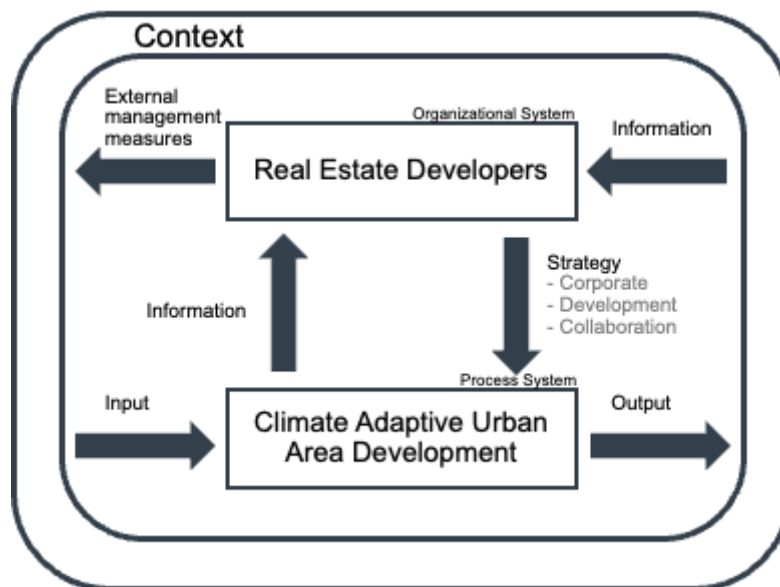 Context
External
management
measures
Organizational System
Information
Real Estate Developers
Strategy
- Corporate
- Development
- Collaboration
Information
Process System
Input
Climate Adaptive Urban
Area Development
Output